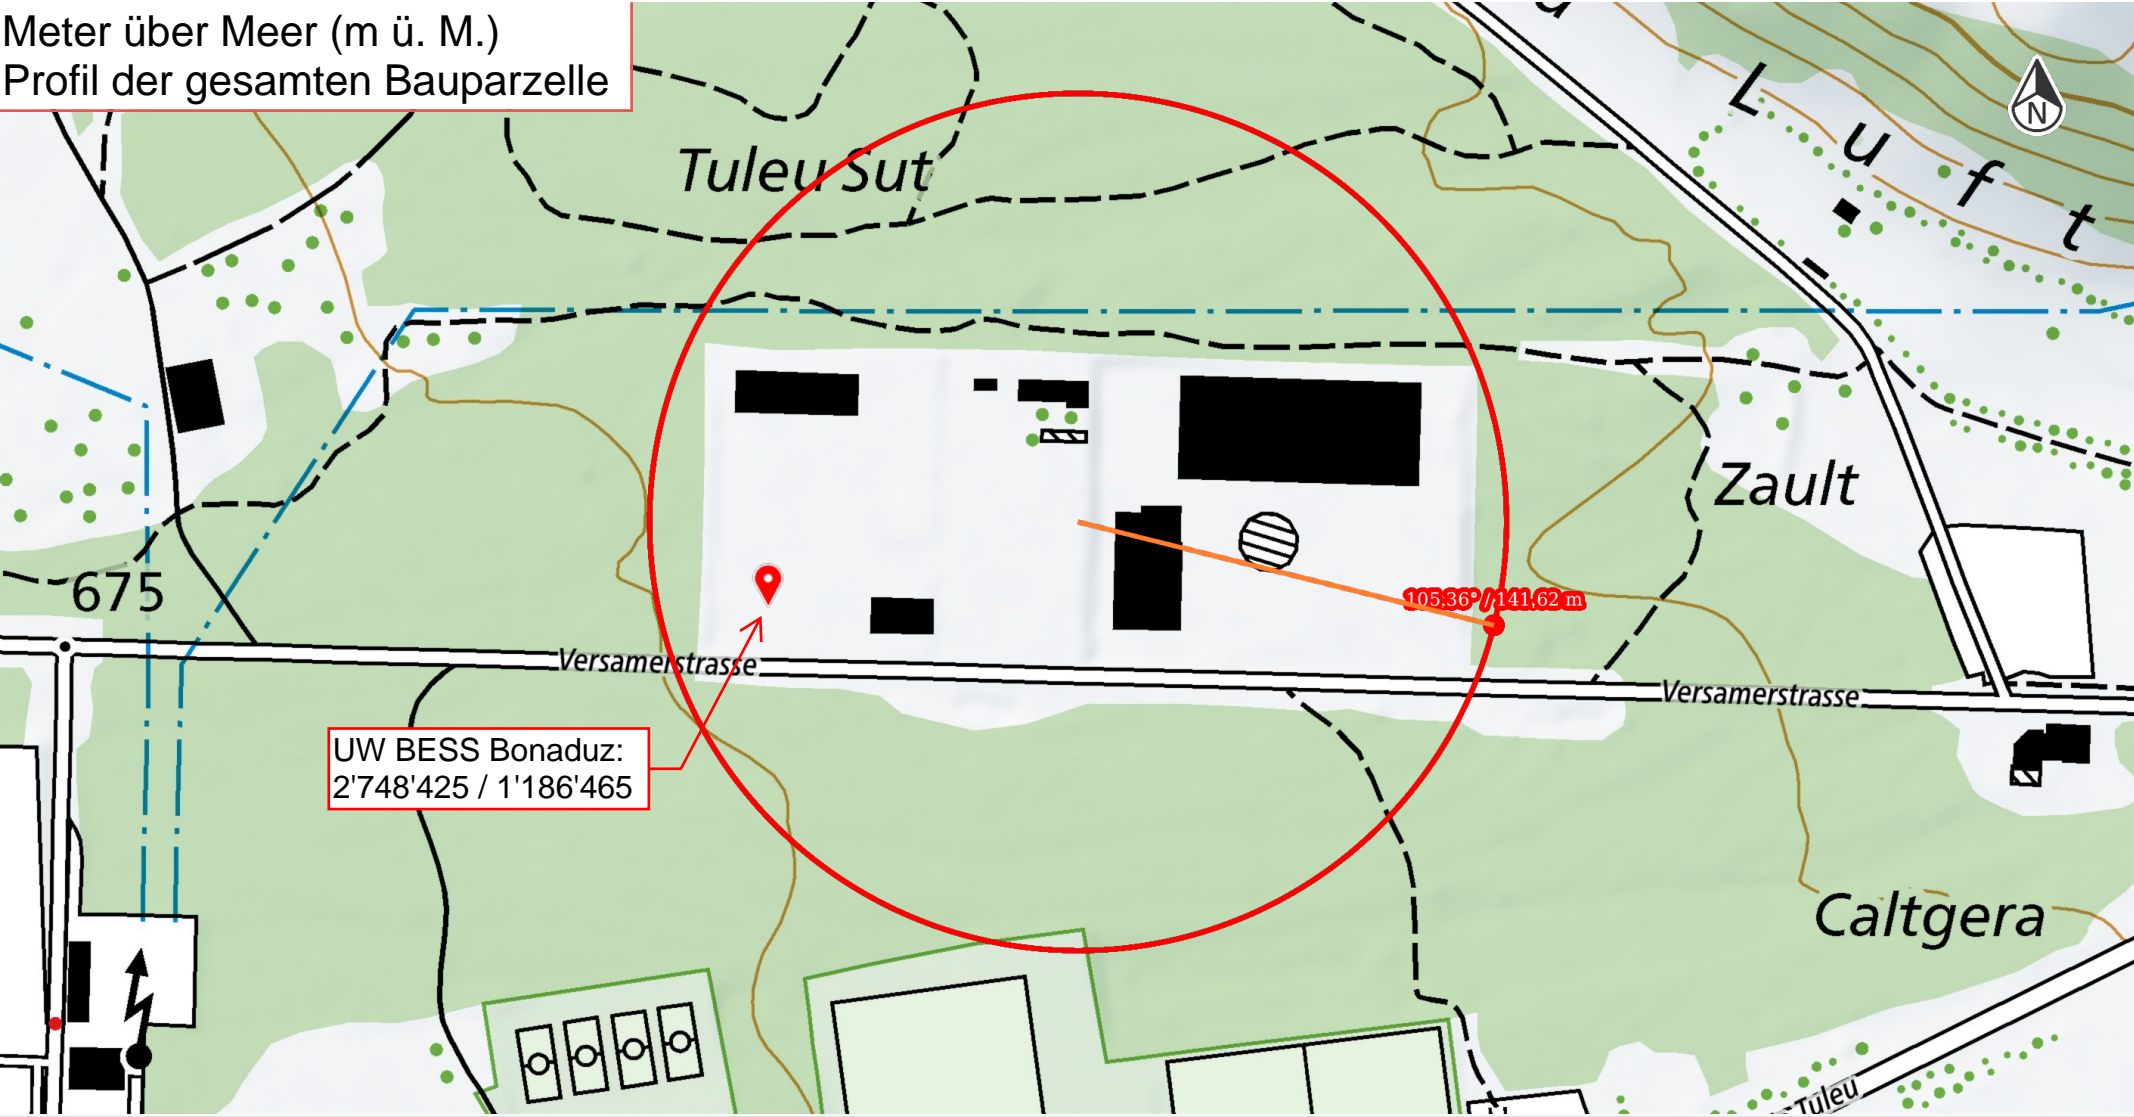 Meter über Meer (m ü. M.)
Profil der gesamten Bauparzelle
N
L u f t
Tuleu Sut
Zault
675
105,36° / 141,62 m
Versamerstrasse
Versamerstrasse
UW BESS Bonaduz:
2'748'425 / 1'186'465
Caltgera
Tuleu